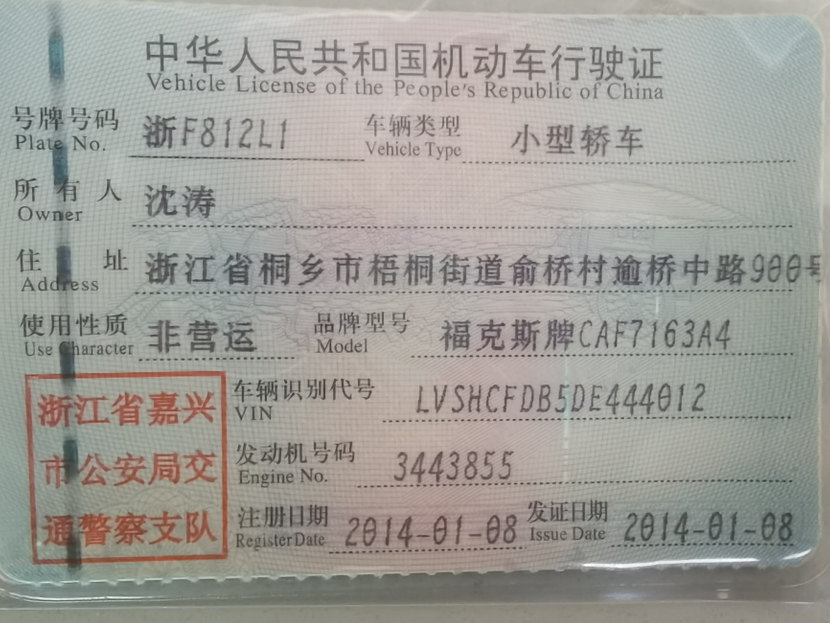 中华人民共和国机动车行驶证
Vehicle License of the People's Republic of China
号牌号码 浙F812L1 车辆类型 小型轿车
Plate No. Vehicle Type
所有人 沈涛
Owner
住址 浙江省桐乡市梧桐街道俞桥村逾桥中路900号
Address
使用性质 非营运 品牌型号 福克斯牌CAF7163A4
Use Character Model
浙江省嘉兴
市公安局交
通警察支队
车辆识别代号 LVSHCFDB5DE444012
VIN
发动机号码 3443855
Engine No.
注册日期 2014-01-08 发证日期 2014-01-08
Register Date Issue Date